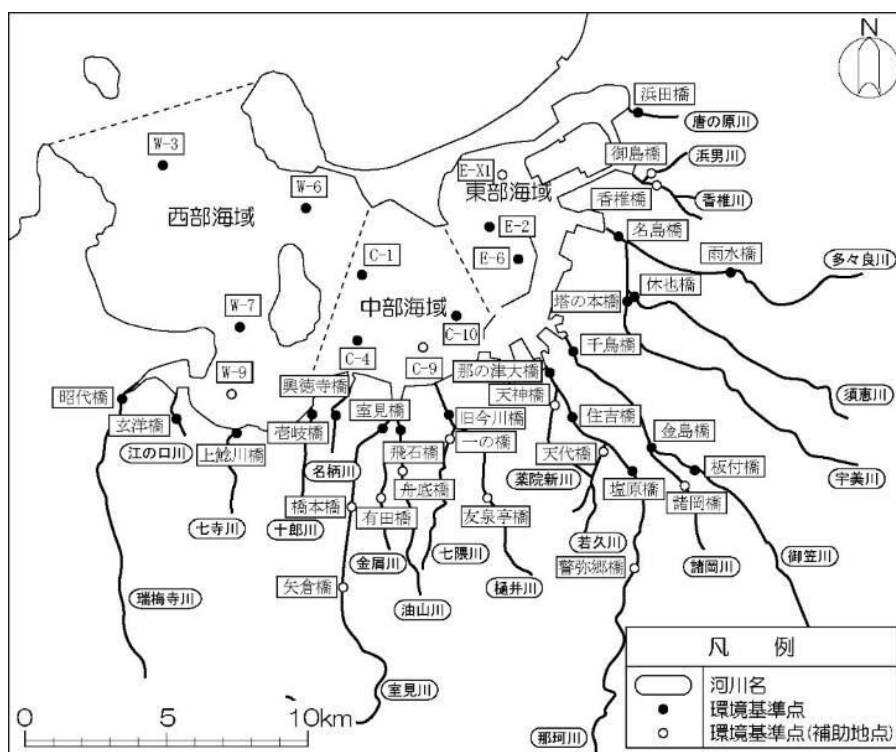 N
浜田橋
唐の原川
御島橋
浜男川
W-3
E-X1
香椎橋
香椎川
W-6
東部海域
西部海域
E-2
名島橋
雨水橋
多々良川
E-6
C-1
休也橋
塔の本橋
中部海域
W-7
C-10
千鳥橋
C-4
C-9
那の津大橋
須恵川
W-9
興徳寺橋
天神橋
昭代橋
室見橋
旧今川橋
住吉橋
金島橋
玄洋橋
壱岐橋
一の橋
江の口川
上鯰川橋
飛石橋
天代橋
板付橋
名柄川
薬院新川
宇美川
舟底橋
塩原橋
橋本橋
有田橋
友泉亭橋
諸岡橋
七寺川
十郎川
若久川
金屑川
七隈川
警弥郷橋
諸岡川
御笠川
矢倉橋
樋井川
瑞梅寺川
油山川
室見川
那珂川
凡 例
河川名
環境基準点
環境基準点(補助地点)
0 5 10km